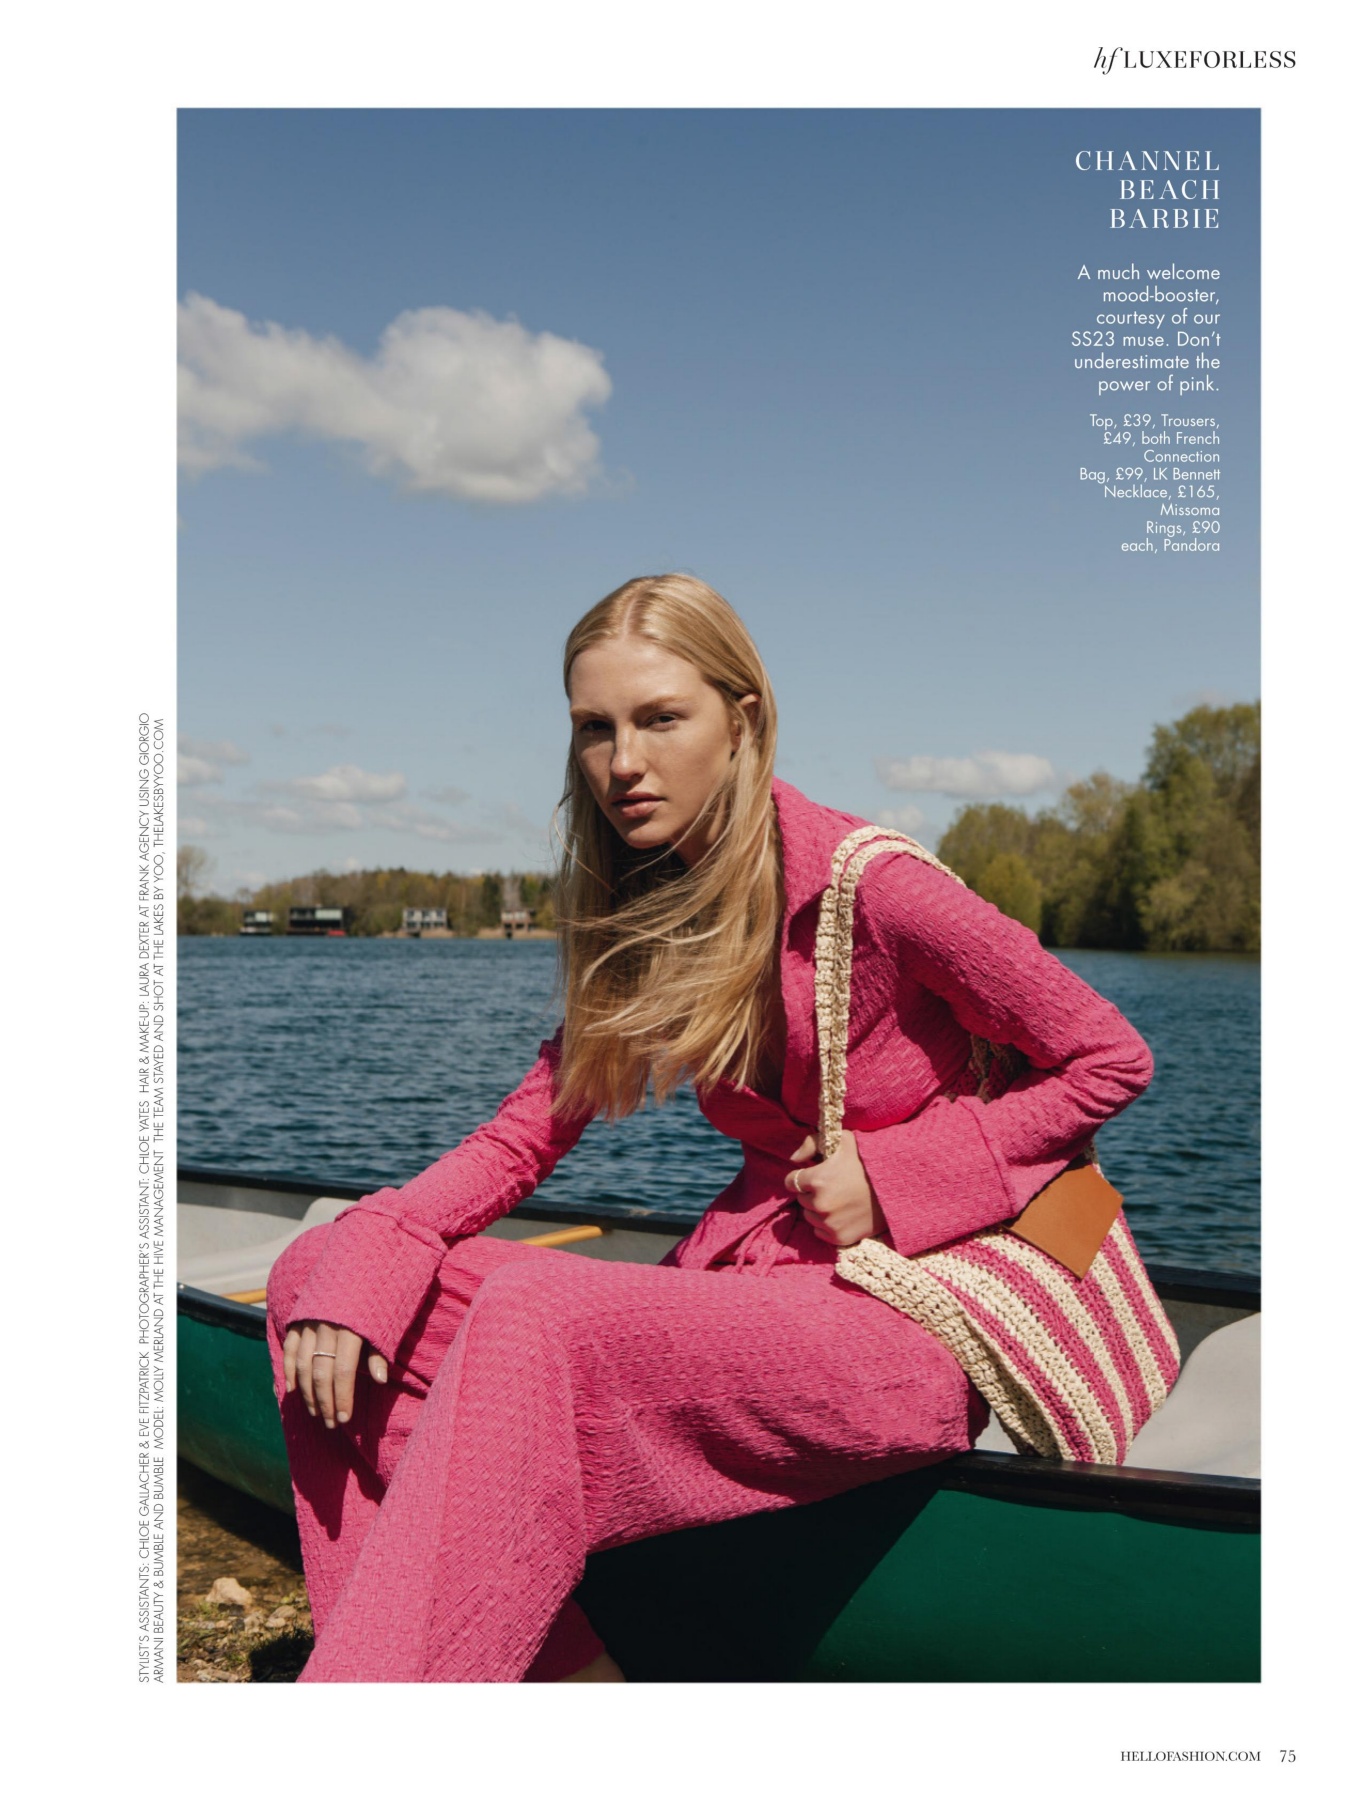 hf LUXEFORLESS
CHANNEL
BEACH
BARBIE
A much welcome
mood-booster,
courtesy of our
SS23 muse. Don't
underestimate the
power of pink.
Top, £39, Trousers,
£49, both French
Connection
Bag, £99, LK Bennett
Necklace, £165,
Missoma
Rings, £90
each, Pandora
STYLIST'S ASSISTANTS: CHLOE GALLACHER & EVE FITZPATRICK PHOTOGRAPHER'S ASSISTANT: CHLOE YATES HAIR & MAKE-UP: LAURA DEXTER AT FRANK AGENCY USING GIORGIO
ARMANI BEAUTY & BUMBLE AND BUMBLE MODEL: MOLLY MERLAND AT THE HIVE MANAGEMENT THE TEAM STAYED AND SHOT AT THE LAKES BY YOO, THELAKESBYYOO.COM
HELLOFASHION.COM 75